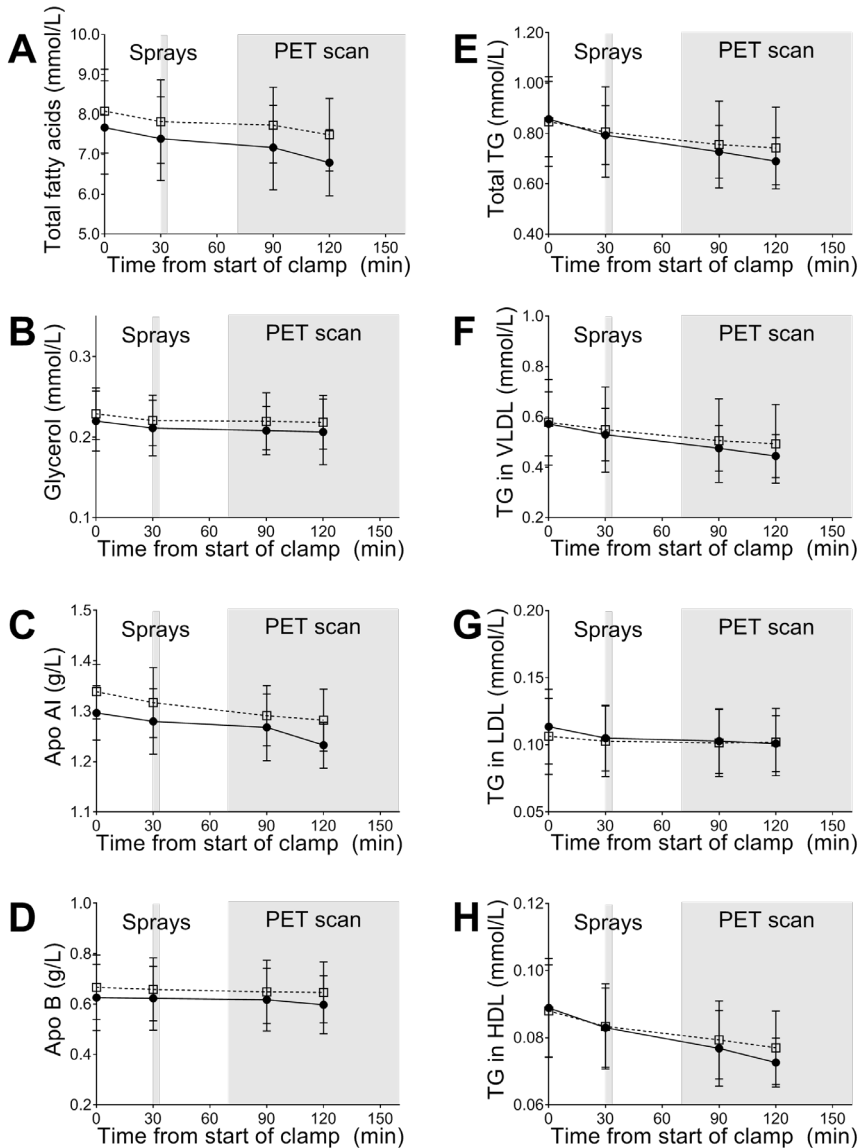 A
Total fatty acids (mmol/L)
10.0
9.0
8.0
7.0
6.0
5.0
Sprays
PET scan
0 30 60 90 120 150
Time from start of clamp (min)
E
Total TG (mmol/L)
1.20
1.00
0.80
0.60
0.40
Sprays
PET scan
0 30 60 90 120 150
Time from start of clamp (min)
B
Glycerol (mmol/L)
0.3
0.2
0.1
Sprays
PET scan
0 30 60 90 120 150
Time from start of clamp (min)
F
TG in VLDL (mmol/L)
1.0
0.8
0.6
0.4
0.2
Sprays
PET scan
0 30 60 90 120 150
Time from start of clamp (min)
C
Apo AI (g/L)
1.5
1.4
1.3
1.2
1.1
Sprays
PET scan
0 30 60 90 120 150
Time from start of clamp (min)
G
TG in LDL (mmol/L)
0.20
0.15
0.10
0.05
Sprays
PET scan
0 30 60 90 120 150
Time from start of clamp (min)
D
Apo B (g/L)
1.0
0.8
0.6
0.4
0.2
Sprays
PET scan
0 30 60 90 120 150
Time from start of clamp (min)
H
TG in HDL (mmol/L)
0.12
0.10
0.08
0.06
Sprays
PET scan
0 30 60 90 120 150
Time from start of clamp (min)